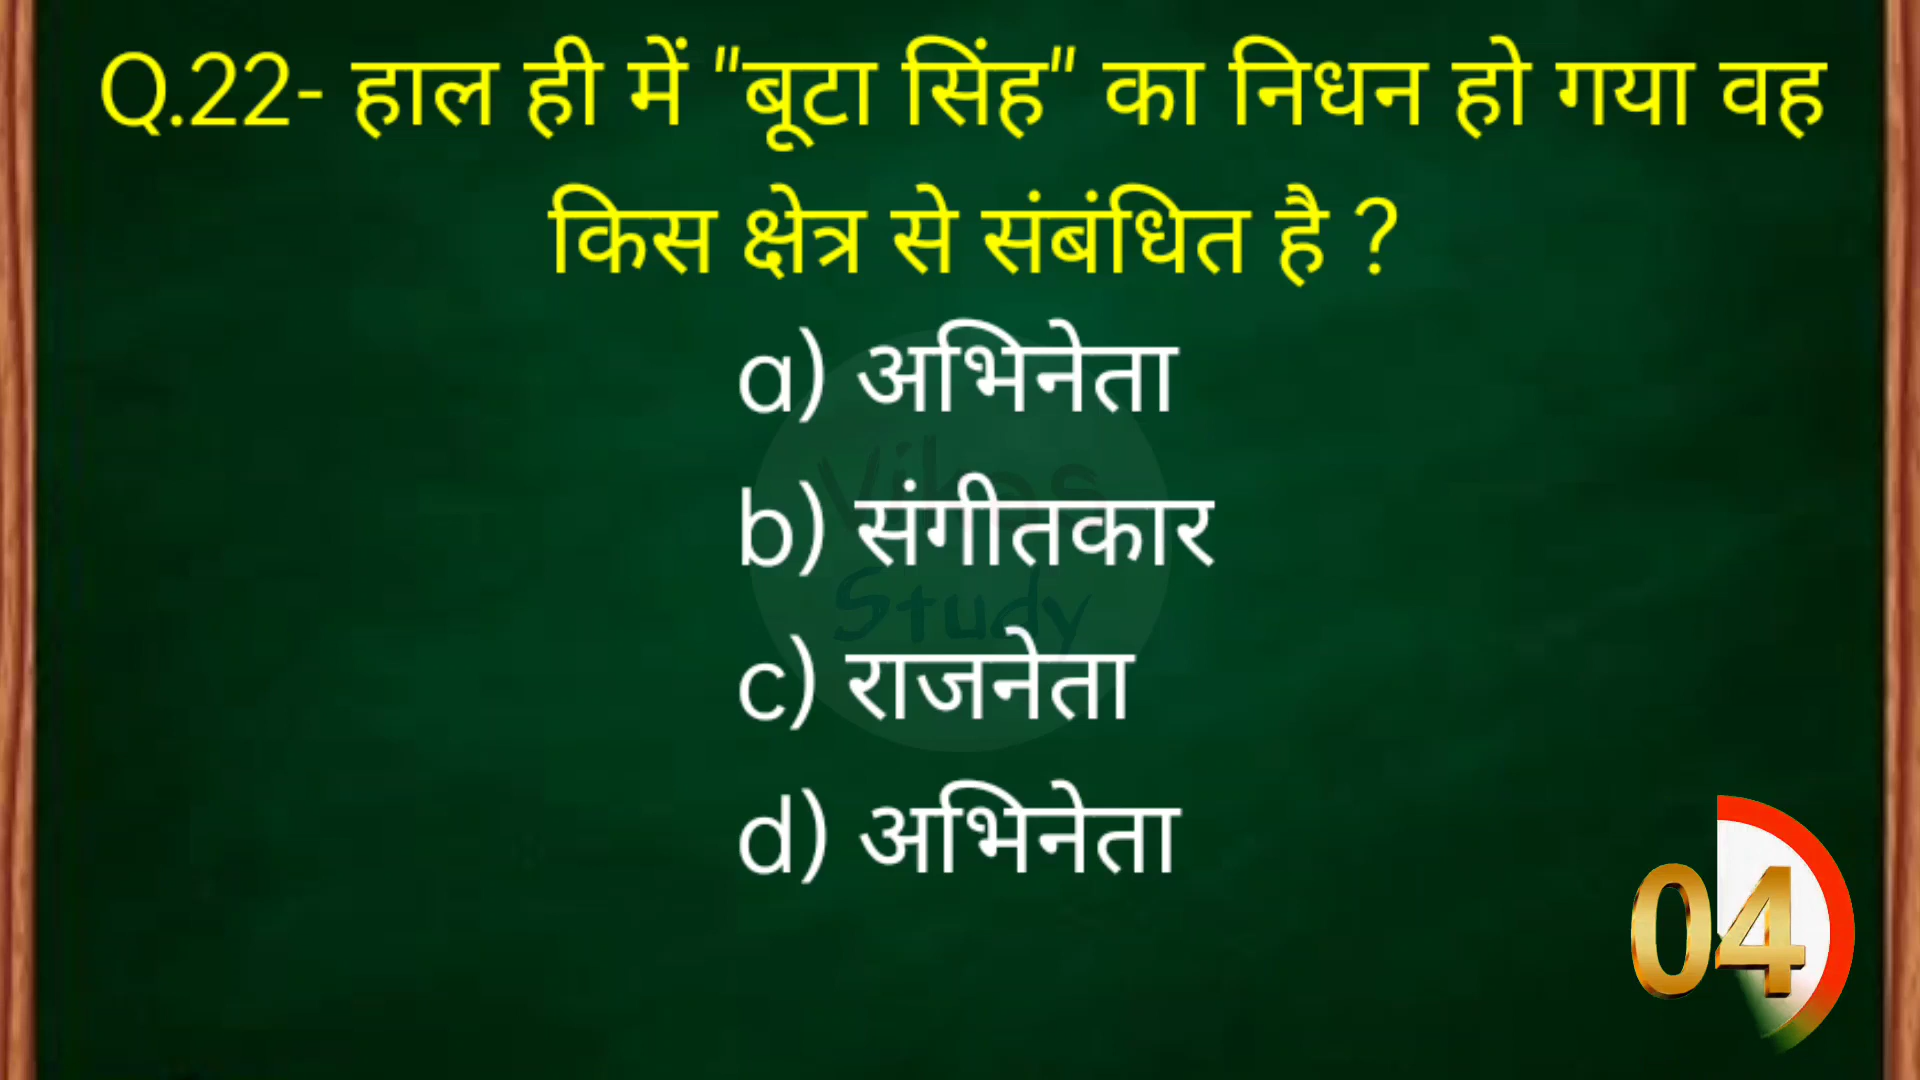 Q.22- हाल ही में "बूटा सिंह" का निधन हो गया वह
किस क्षेत्र से संबंधित है ?
a) अभिनेता
b) संगीतकार
c) राजनेता
d) अभिनेता
Vikas
Study
04